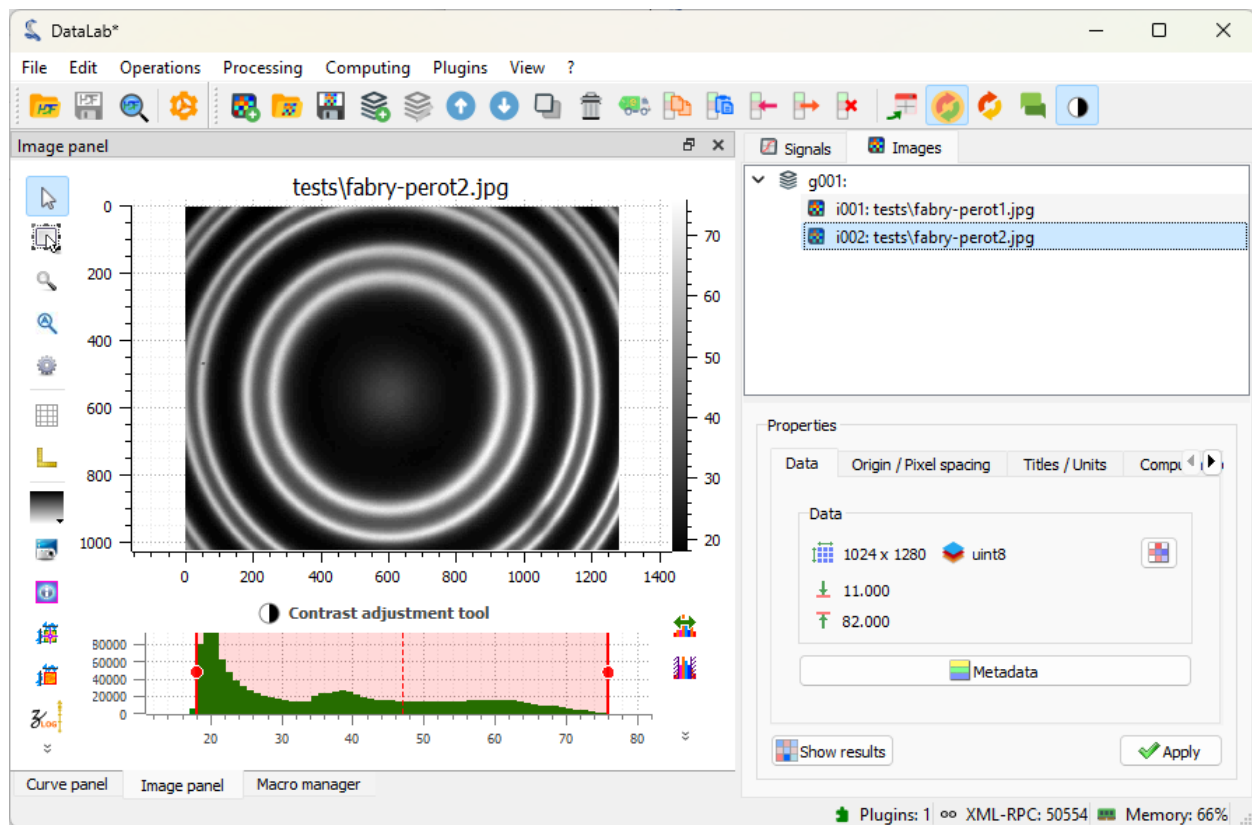 DataLab*
File Edit Operations Processing Computing Plugins View ?
Image panel
tests\fabry-perot2.jpg
0
200
400
600
800
1000
0 200 400 600 800 1000 1200 1400
70
60
50
40
30
20
Contrast adjustment tool
80000
60000
40000
20000
0
20 30 40 50 60 70 80
LOG
Curve panel Image panel Macro manager
Signals Images
g001:
i001: tests\fabry-perot1.jpg
i002: tests\fabry-perot2.jpg
Properties
Data Origin / Pixel spacing Titles / Units
Data
1024 x 1280 uint8
11.000
82.000
Metadata
Show results Apply
Plugins: 1 XML-RPC: 50554 Memory: 66%